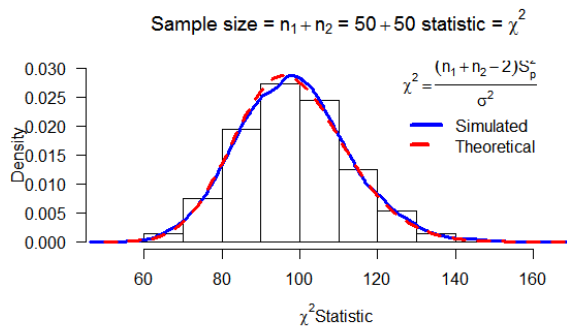 Sample size = n₁ + n₂ = 50 + 50 statistic = χ²
χ² = (n₁ + n₂ − 2)S²ₚ / σ²
Simulated
Theoretical
Density
0.030
0.025
0.020
0.015
0.010
0.005
0.000
60 80 100 120 140 160
χ²Statistic